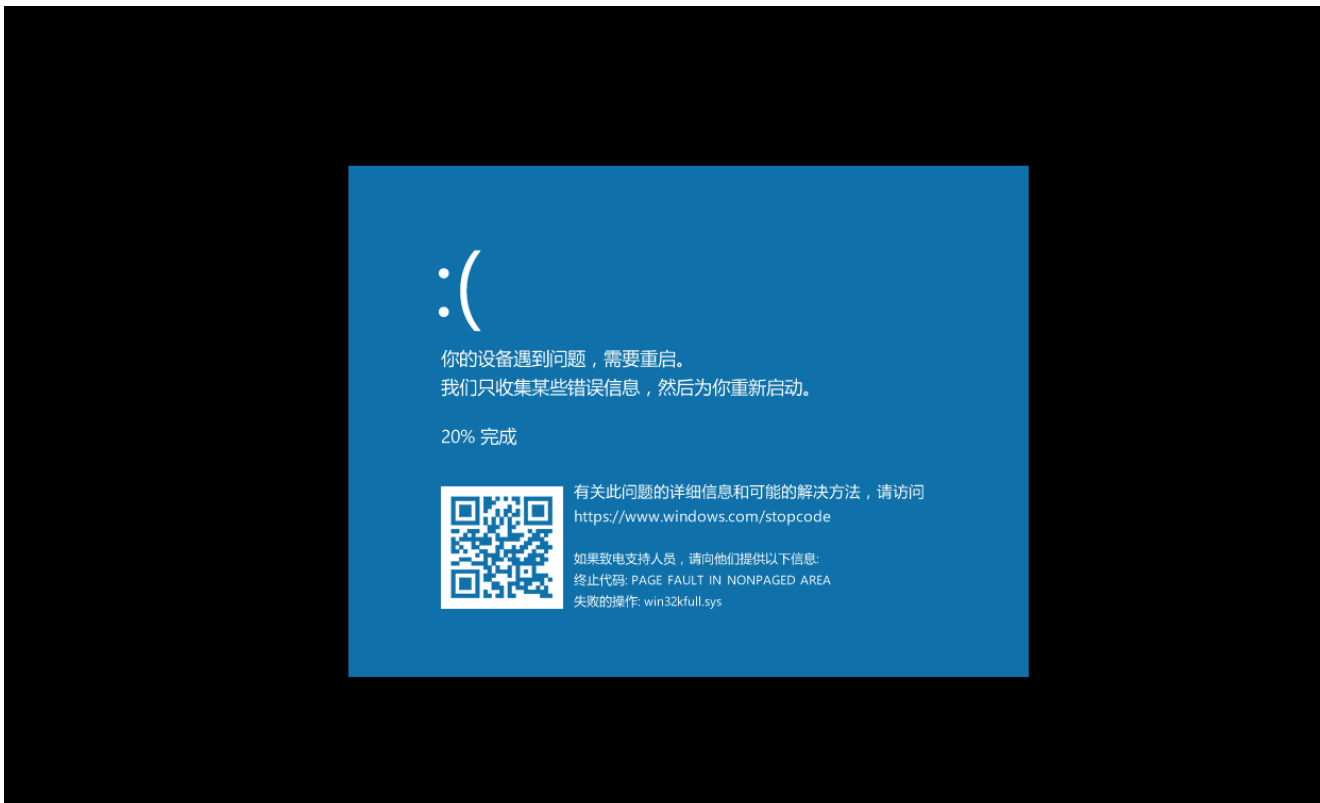 :(
你的设备遇到问题，需要重启。
我们只收集某些错误信息，然后为你重新启动。
20% 完成
有关此问题的详细信息和可能的解决方法，请访问
https://www.windows.com/stopcode
如果致电支持人员，请向他们提供以下信息:
终止代码: PAGE FAULT IN NONPAGED AREA
失败的操作: win32kfull.sys